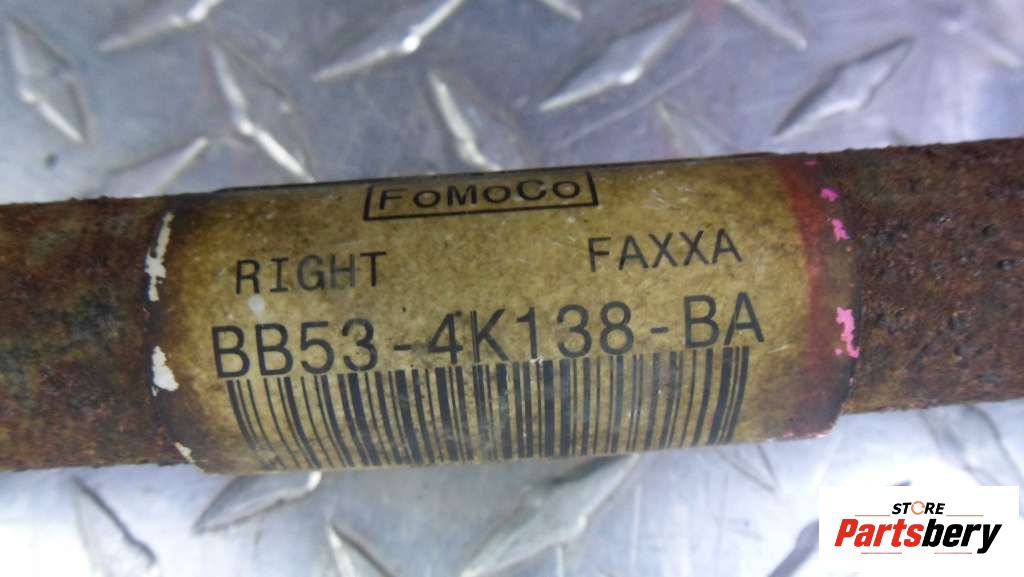 FoMoCo
RIGHT FAXXA
BB53-4K138-BA
STORE
Partsbery